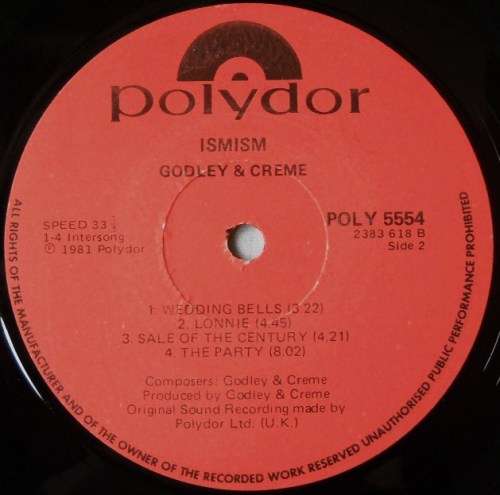 polydor
ISMISM
GODLEY & CREME
SPEED 33⅓
1-4 Intersong
℗ 1981 Polydor
POLY 5554
2383 618 B
Side 2
1. WEDDING BELLS (3.22)
2. LONNIE (4.45)
3. SALE OF THE CENTURY (4.21)
4. THE PARTY (8.02)
Composers: Godley & Creme
Produced by Godley & Creme
Original Sound Recording made by
Polydor Ltd. (U.K.)
ALL RIGHTS OF THE MANUFACTURER AND OF THE OWNER OF THE RECORDED WORK RESERVED UNAUTHORISED PUBLIC PERFORMANCE PROHIBITED